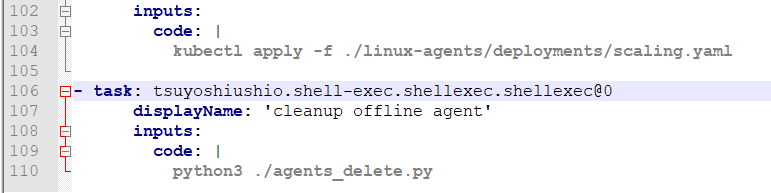 102 inputs:
103 code: |
104 kubectl apply -f ./linux-agents/deployments/scaling.yaml
105
106 - task: tsuyoshiushio.shell-exec.shellexec.shellexec@0
107 displayName: 'cleanup offline agent'
108 inputs:
109 code: |
110 python3 ./agents_delete.py